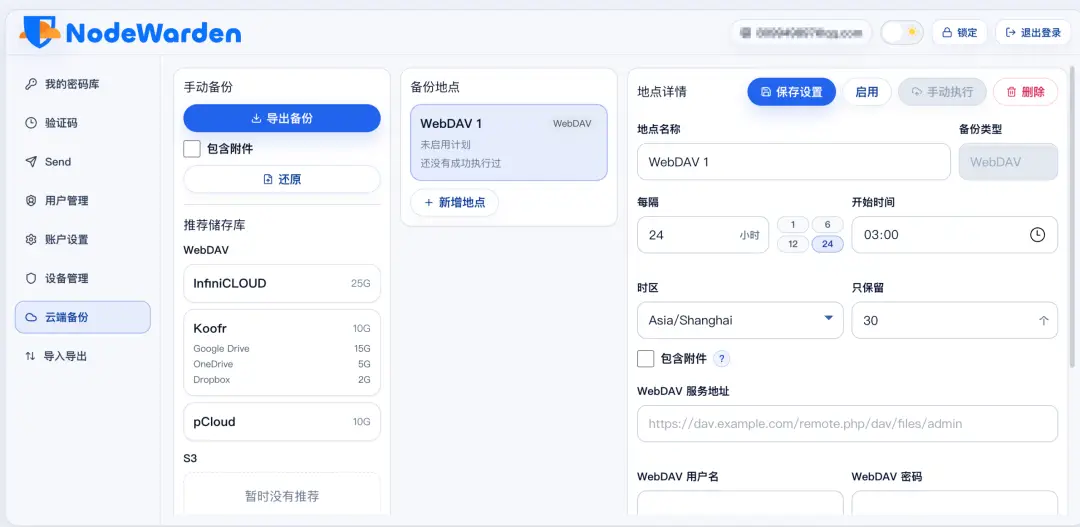 NodeWarden
锁定
退出登录
我的密码库
验证码
Send
用户管理
账户设置
设备管理
云端备份
导入导出
手动备份
导出备份
包含附件
还原
推荐储存库
WebDAV
InfiniCLOUD 25G
Koofr 10G
Google Drive 15G
OneDrive 5G
Dropbox 2G
pCloud 10G
S3
暂时没有推荐
备份地点
WebDAV 1 WebDAV
未启用计划
还没有成功执行过
+ 新增地点
地点详情
保存设置
启用
手动执行
删除
地点名称 备份类型
WebDAV 1 WebDAV
每隔 开始时间
24 小时 1 6 03:00
12 24
时区 只保留
Asia/Shanghai 30 个
包含附件 ?
WebDAV 服务地址
https://dav.example.com/remote.php/dav/files/admin
WebDAV 用户名 WebDAV 密码